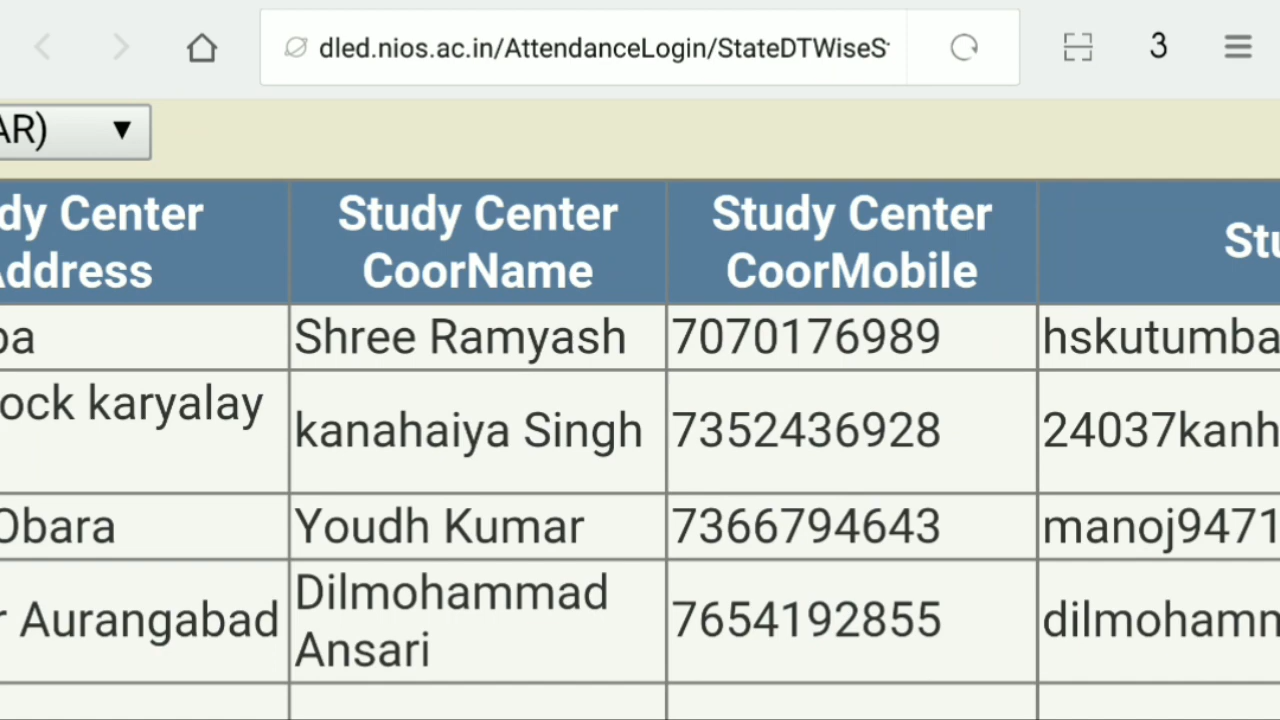 dled.nios.ac.in/AttendanceLogin/StateDTWiseS
3
AR)
dy Center Address
Study Center CoorName
Study Center CoorMobile
Stu
ba
Shree Ramyash
7070176989
hskutumba
ock karyalay
kanahaiya Singh
7352436928
24037kanh
Obara
Youdh Kumar
7366794643
manoj9471
r Aurangabad
Dilmohammad
Ansari
7654192855
dilmohamm